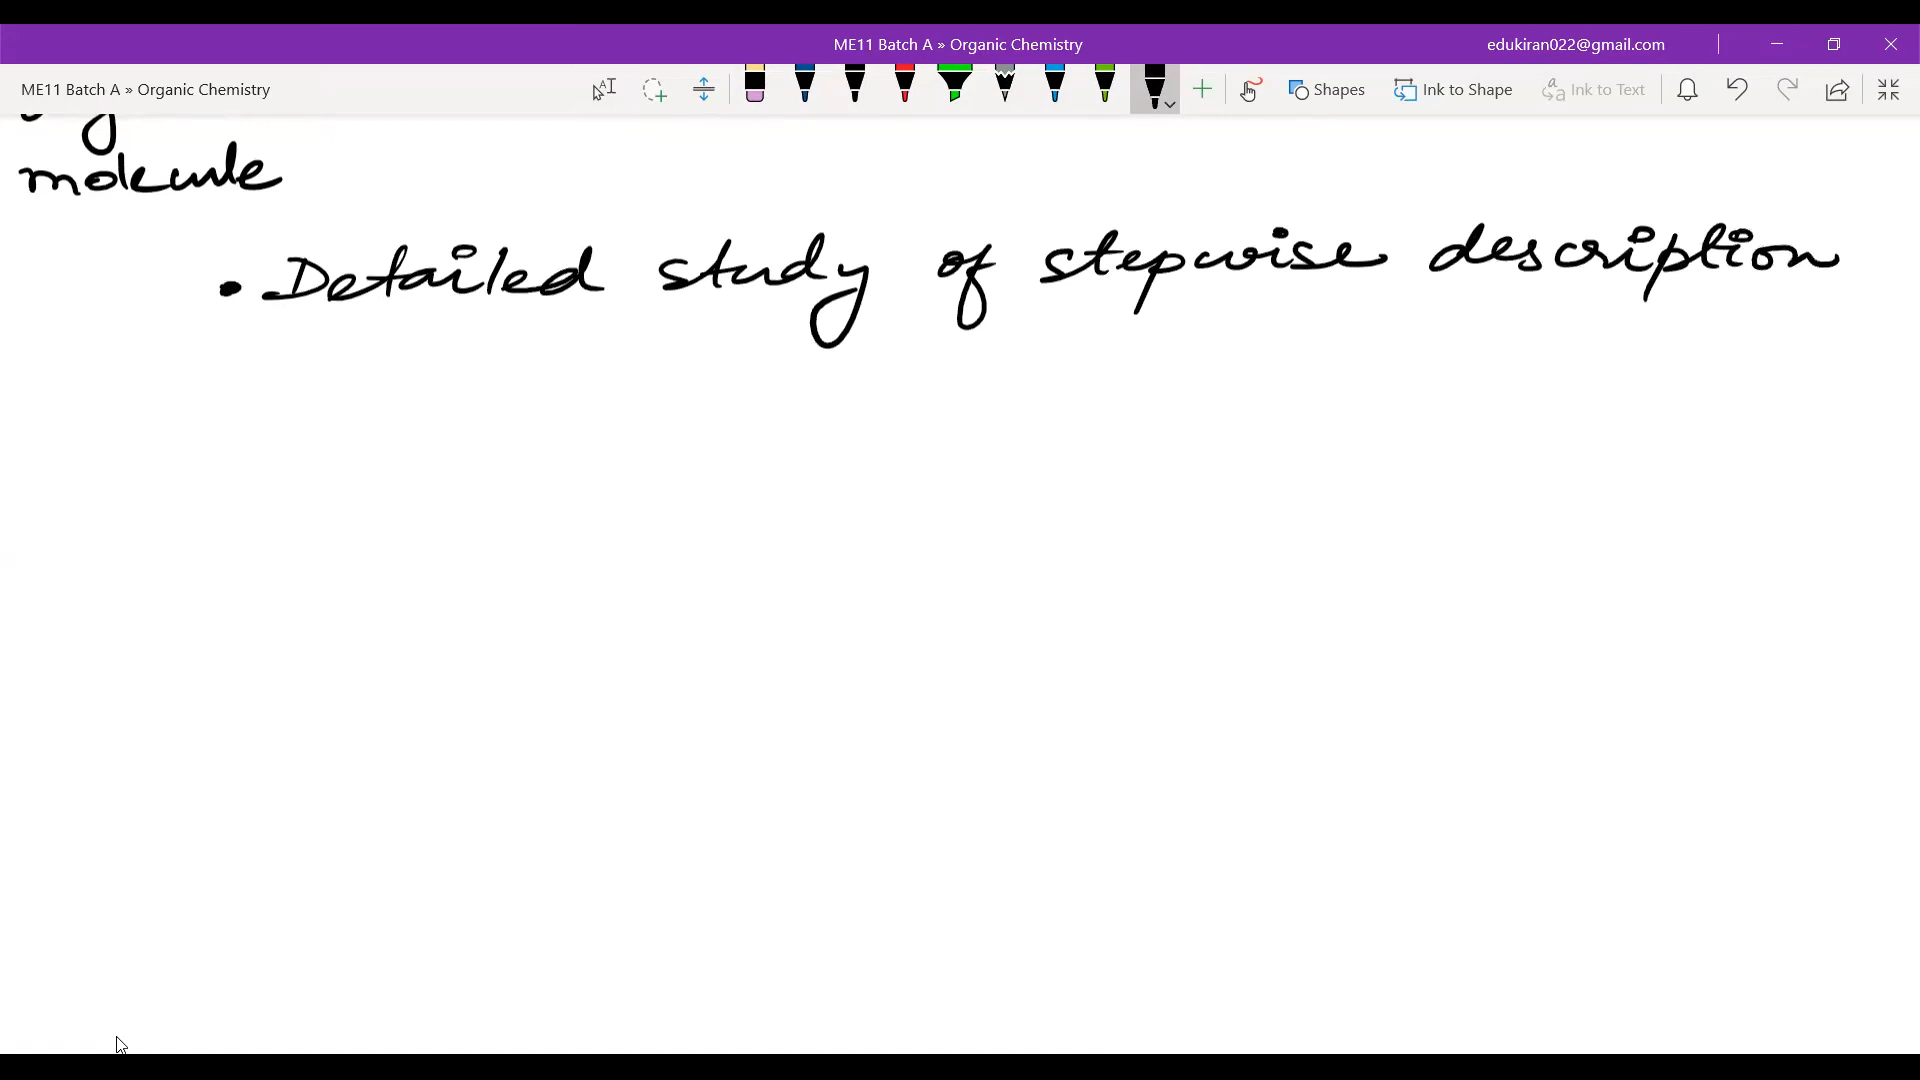 ME11 Batch A » Organic Chemistry
edukiran022@gmail.com
ME11 Batch A » Organic Chemistry
Shapes
Ink to Shape
Ink to Text
molecule
• Detailed study of stepwise description